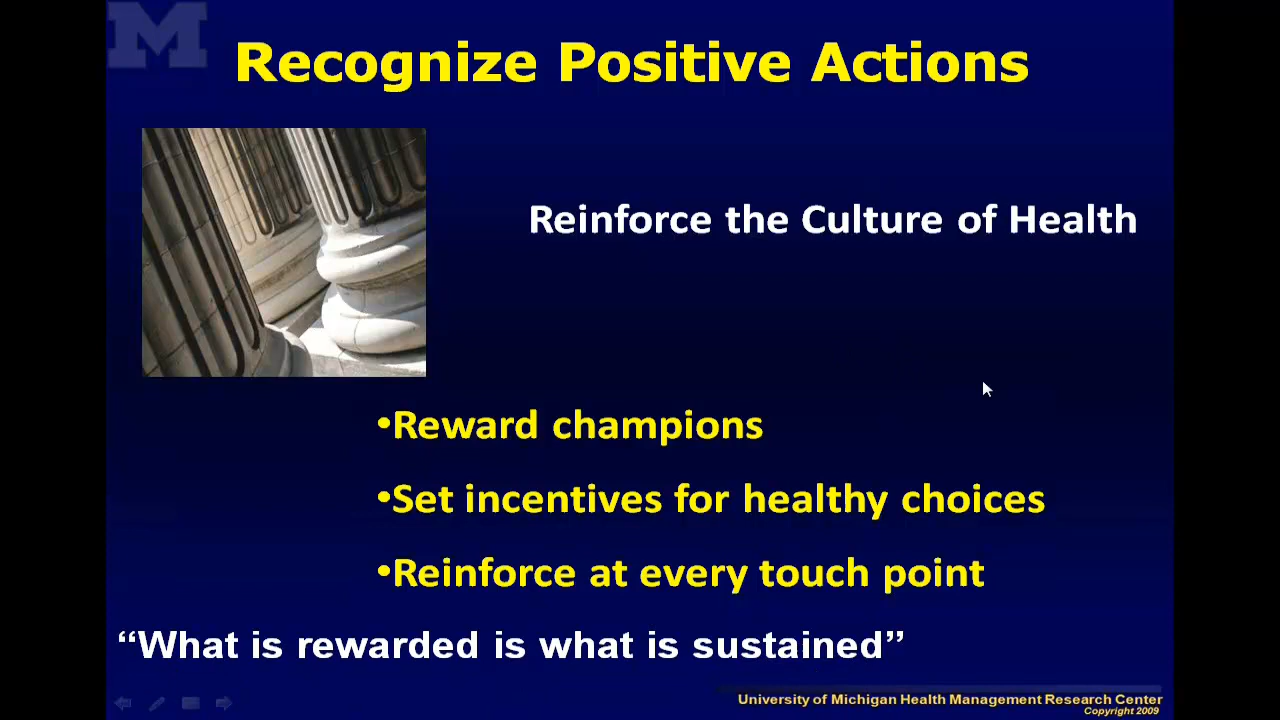 M
Recognize Positive Actions
Reinforce the Culture of Health
•Reward champions
•Set incentives for healthy choices
•Reinforce at every touch point
“What is rewarded is what is sustained”
University of Michigan Health Management Research Center
Copyright 2009